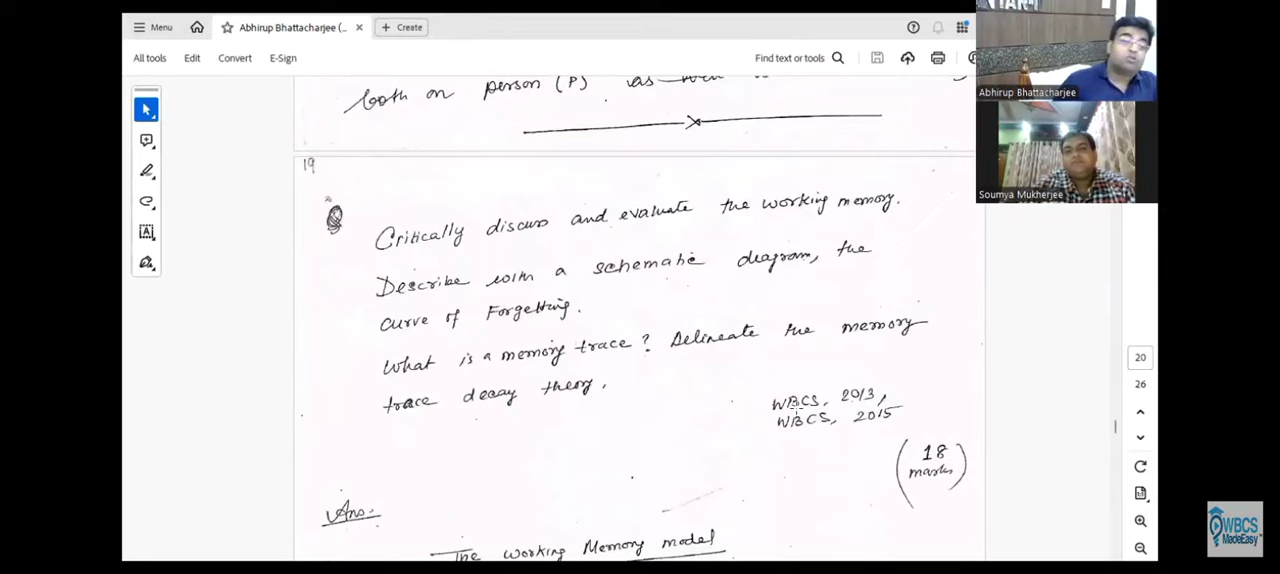 Menu
Abhirup Bhattacharjee (...
Create
All tools
Edit
Convert
E-Sign
Find text or tools
Abhirup Bhattacharjee
Soumya Mukherjee
both on person (P) as
19
Critically discuss and evaluate the working memory.
Describe with a schematic diagram, the
curve of Forgetting.
What is a memory trace? Delineate the memory
trace decay theory.
WBCS, 2013,
WBCS, 2015
(18
marks)
Ans.
The Working Memory model
20
26
WBCS
MadeEasy